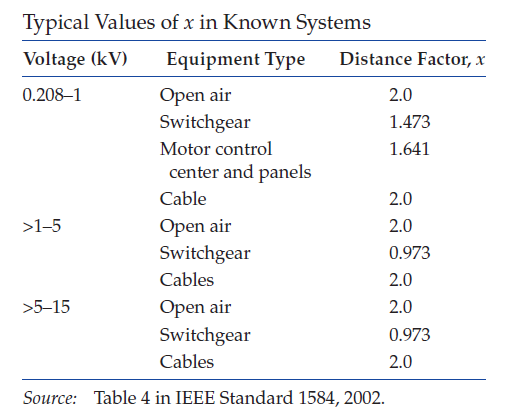 Typical Values of x in Known Systems
Voltage (kV) Equipment Type Distance Factor, x
0.208–1 Open air 2.0
Switchgear 1.473
Motor control 1.641
center and panels
Cable 2.0
>1–5 Open air 2.0
Switchgear 0.973
Cables 2.0
>5–15 Open air 2.0
Switchgear 0.973
Cables 2.0
Source: Table 4 in IEEE Standard 1584, 2002.